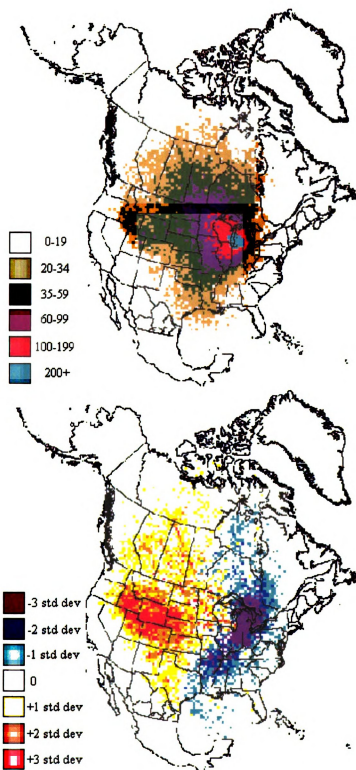 0-19
20-34
35-59
60-99
100-199
200+
-3 std dev
-2 std dev
-1 std dev
0
+1 std dev
+2 std dev
+3 std dev